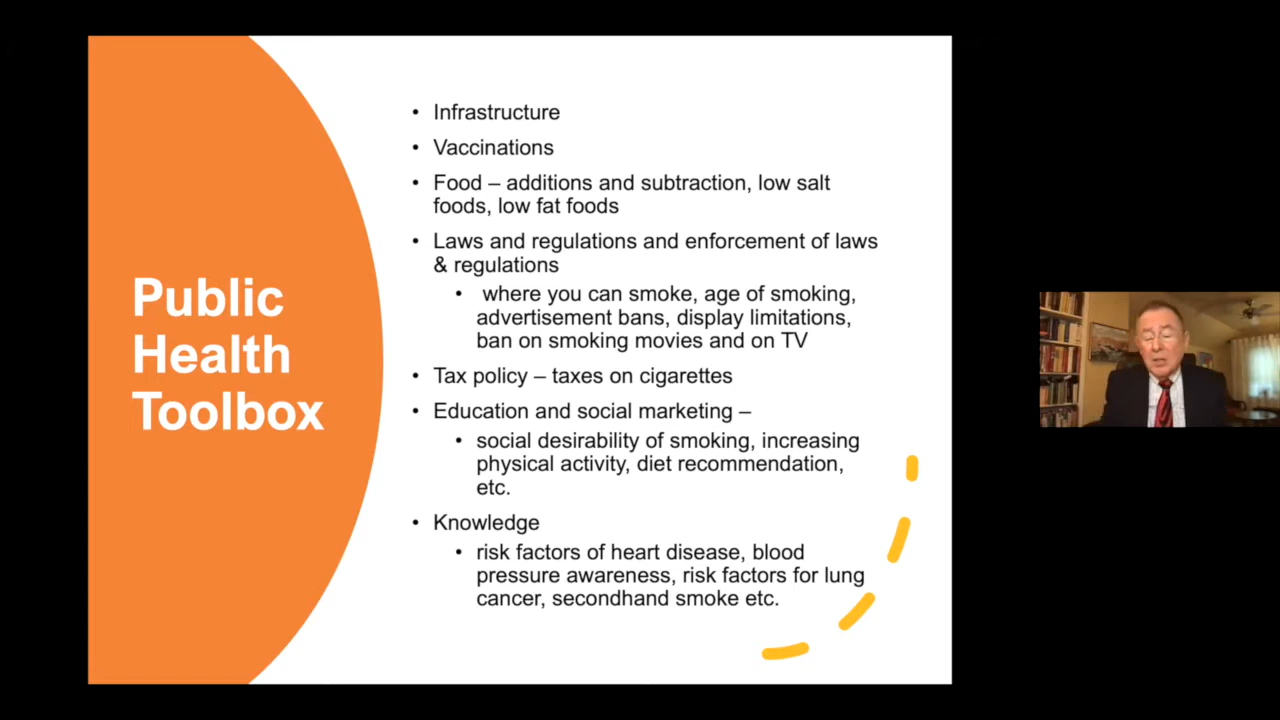 Public
Health
Toolbox
• Infrastructure
• Vaccinations
• Food – additions and subtraction, low salt
foods, low fat foods
• Laws and regulations and enforcement of laws
& regulations
• where you can smoke, age of smoking,
advertisement bans, display limitations,
ban on smoking movies and on TV
• Tax policy – taxes on cigarettes
• Education and social marketing –
• social desirability of smoking, increasing
physical activity, diet recommendation,
etc.
• Knowledge
• risk factors of heart disease, blood
pressure awareness, risk factors for lung
cancer, secondhand smoke etc.